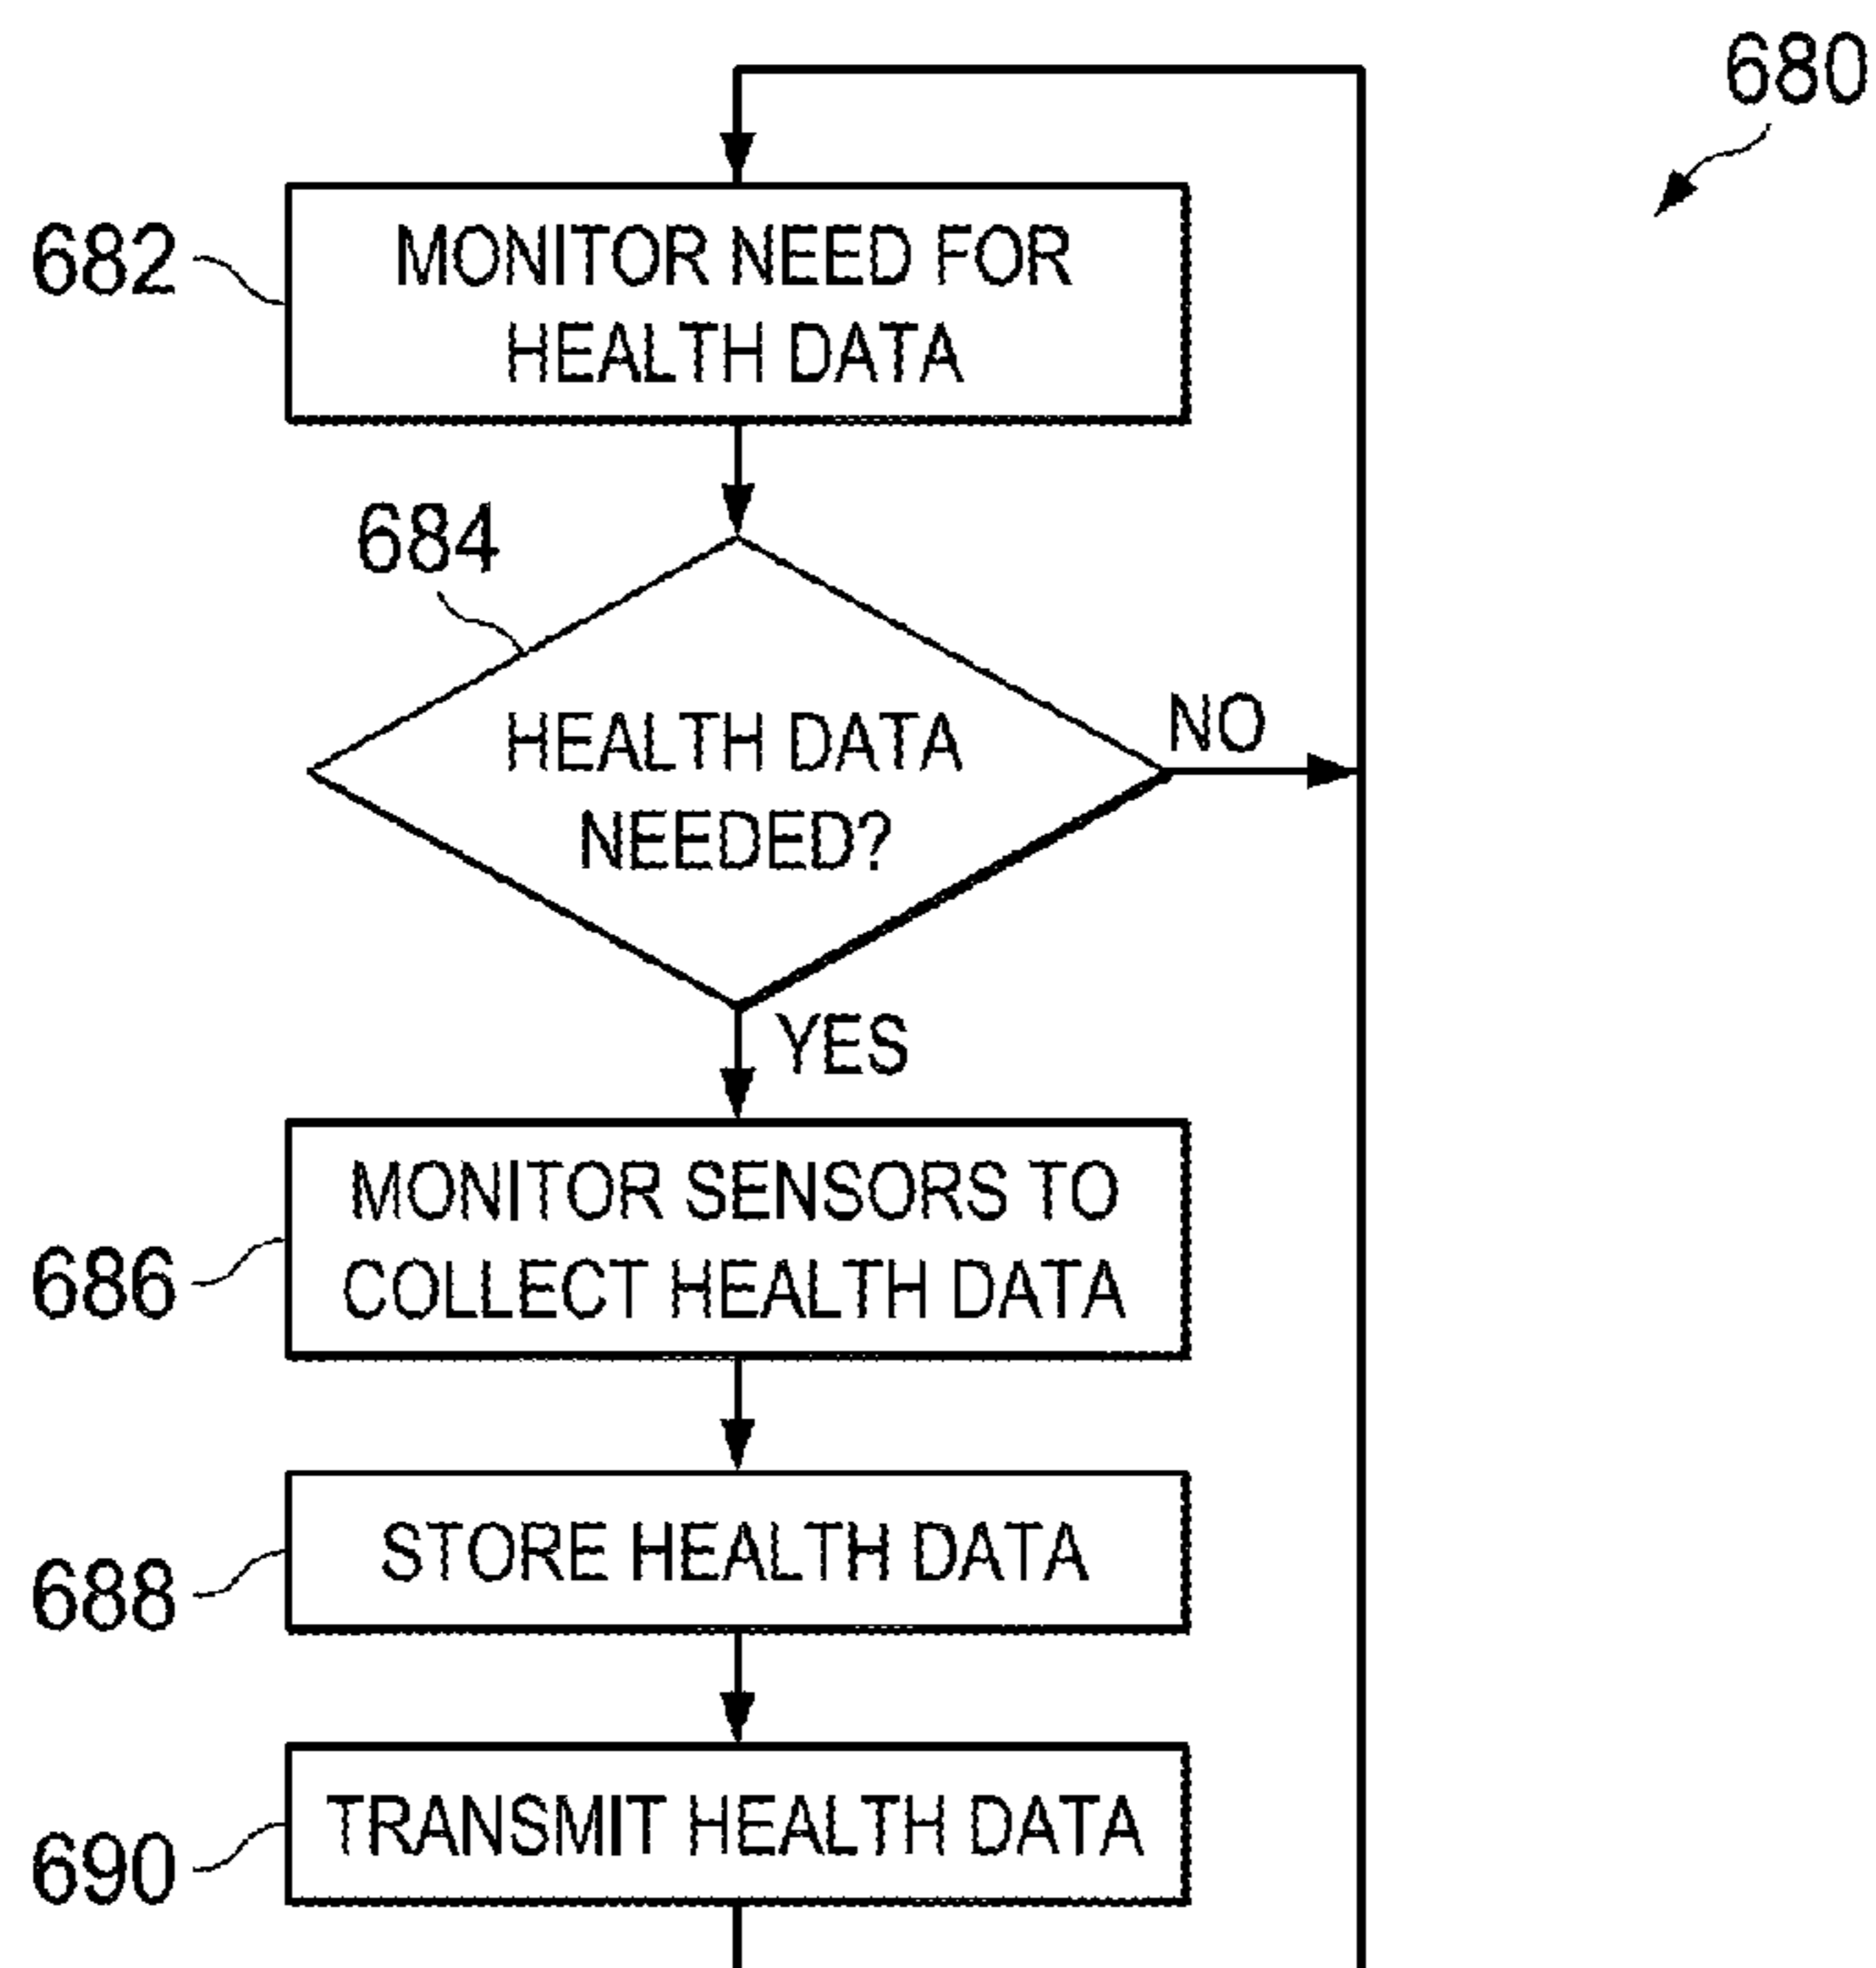 680
682
MONITOR NEED FOR
HEALTH DATA
684
HEALTH DATA
NEEDED?
NO
YES
686
MONITOR SENSORS TO
COLLECT HEALTH DATA
688
STORE HEALTH DATA
690
TRANSMIT HEALTH DATA